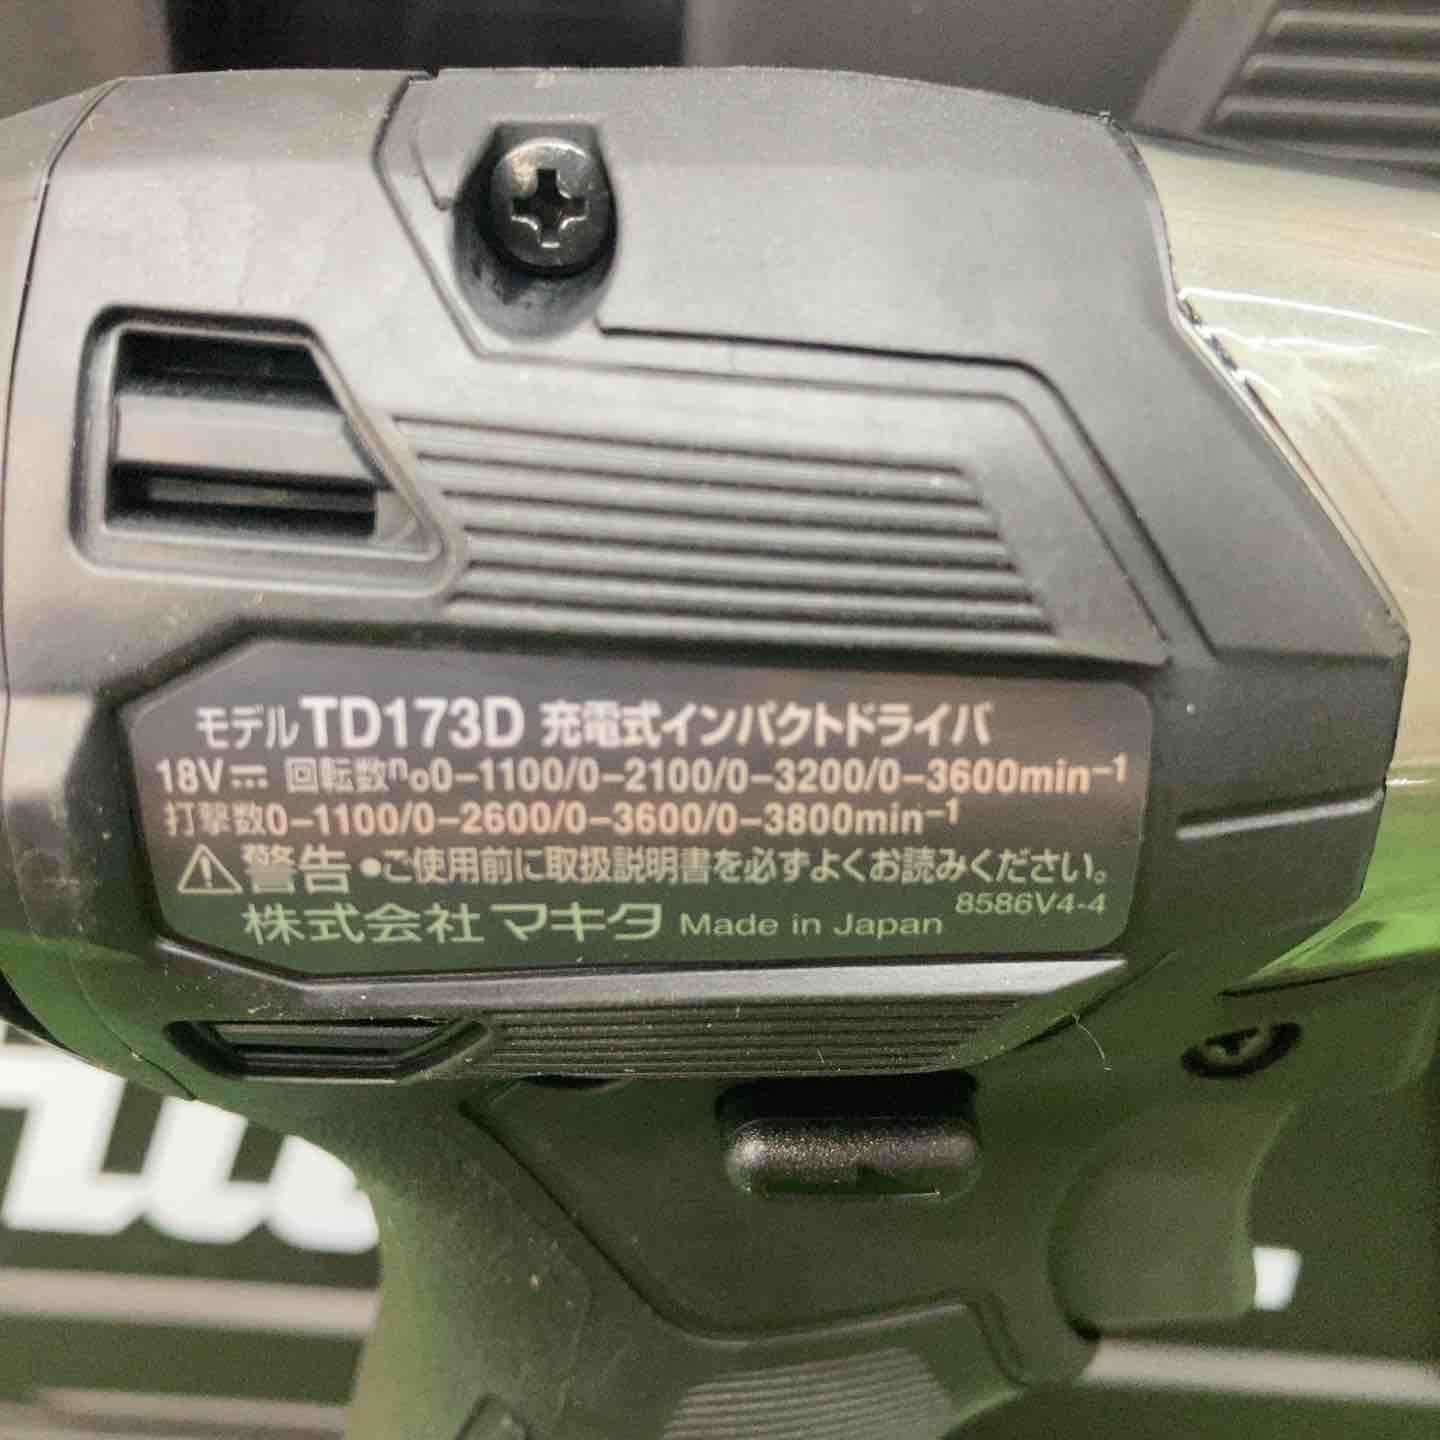 モデルTD173D 充電式インパクトドライバ
18V⎓ 回転数n₀0-1100/0-2100/0-3200/0-3600min⁻¹
打撃数0-1100/0-2600/0-3600/0-3800min⁻¹
⚠警告 •ご使用前に取扱説明書を必ずよくお読みください。
8586V4-4
株式会社 マキタ Made in Japan